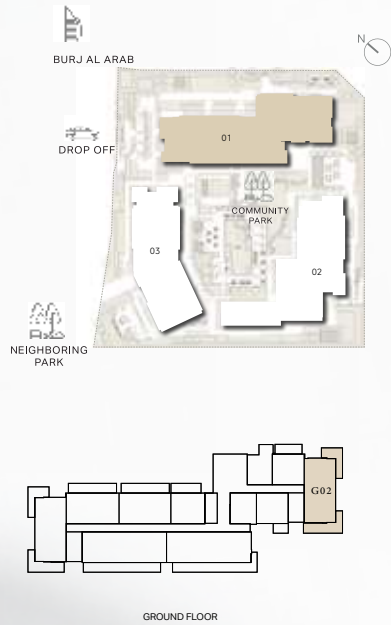 N
BURJ AL ARAB
01
DROP OFF
COMMUNITY
PARK
03
02
NEIGHBORING
PARK
G02
GROUND FLOOR